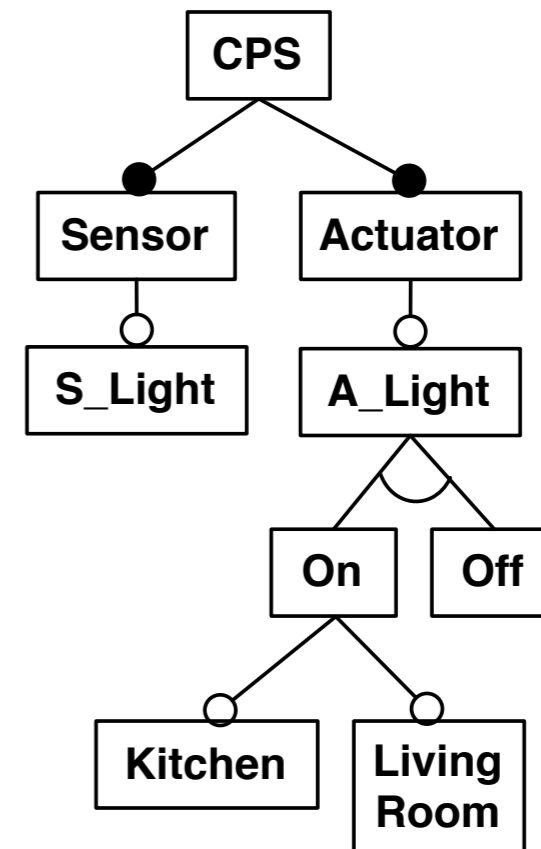 CPS
Sensor
Actuator
S_Light
A_Light
On
Off
Kitchen
Living
Room